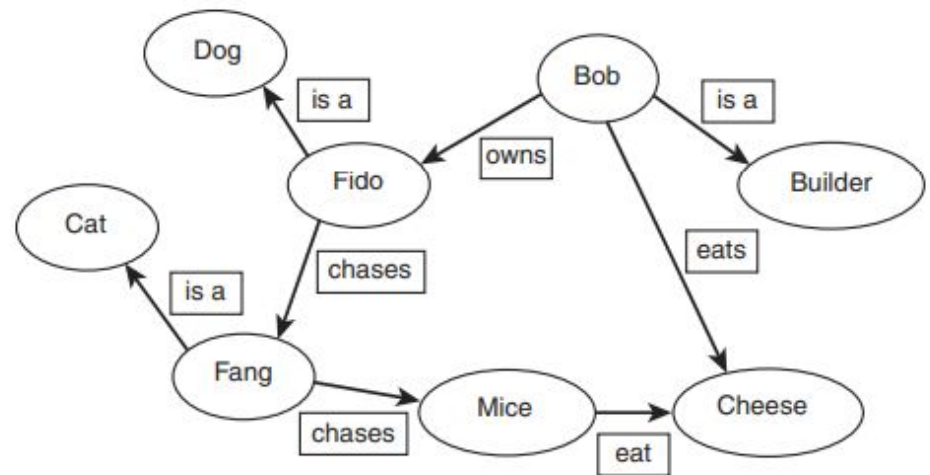 Dog
Bob
is a
is a
owns
Fido
Builder
Cat
eats
chases
is a
Fang
Mice
Cheese
chases
eat